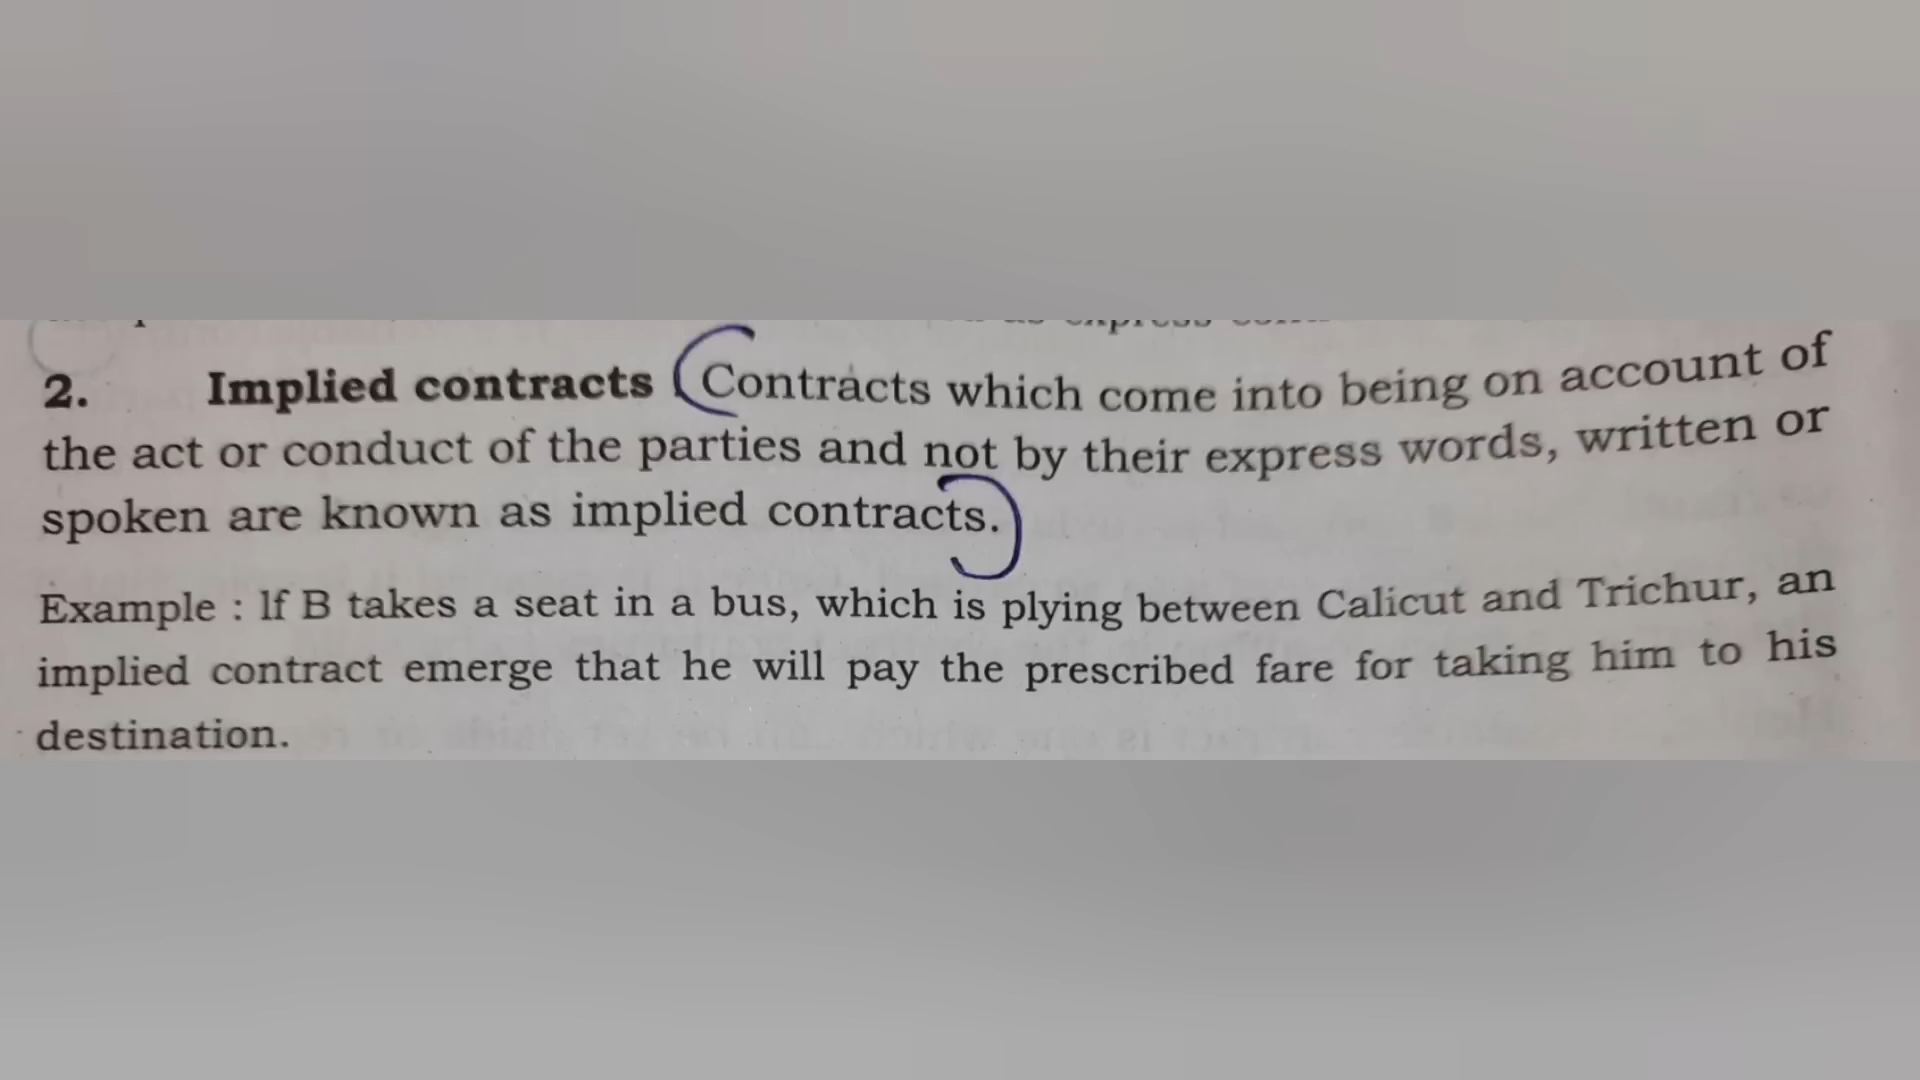 2. Implied contracts Contracts which come into being on account of
the act or conduct of the parties and not by their express words, written or
spoken are known as implied contracts.
Example : If B takes a seat in a bus, which is plying between Calicut and Trichur, an
implied contract emerge that he will pay the prescribed fare for taking him to his
destination.